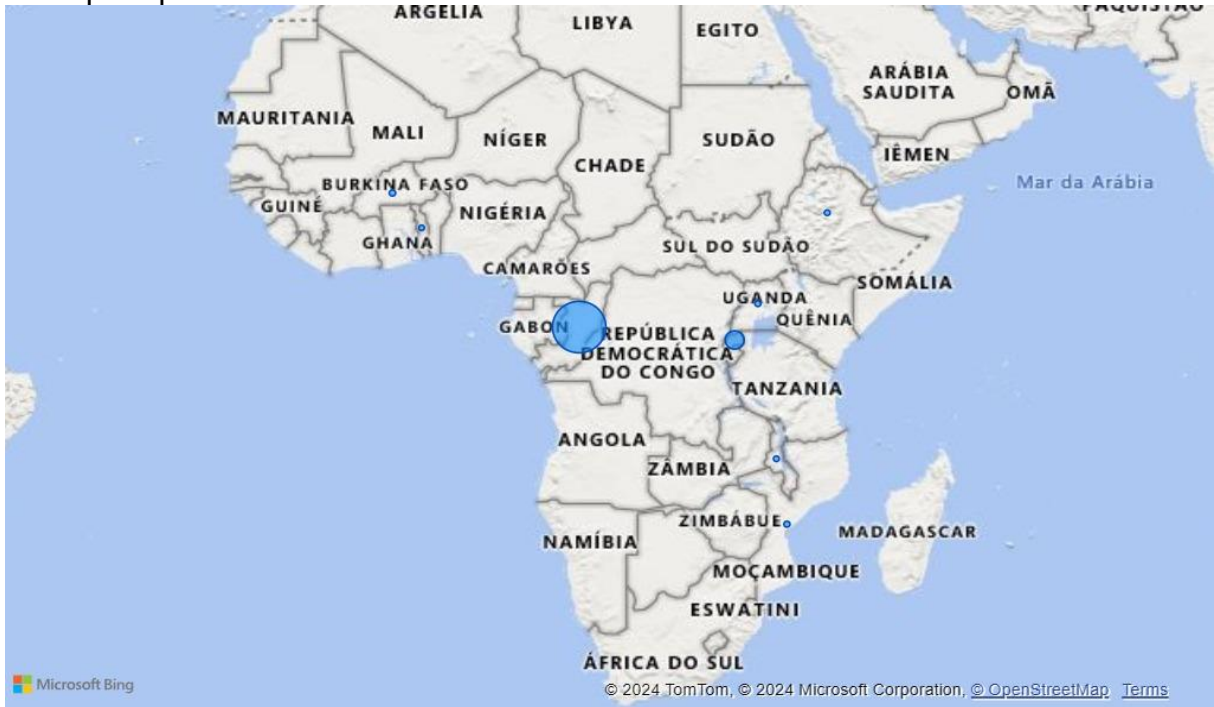 ARGÉLIA
LIBYA
EGITO
PAQUISTÃO
ARÁBIA
SAUDITA
OMÃ
MAURITANIA
MALI
NÍGER
CHADE
SUDÃO
IÊMEN
BURKINA FASO
Mar da Arábia
GUINÉ
NIGÉRIA
GHANA
SUL DO SUDÃO
CAMARÕES
SOMÁLIA
UGANDA
GABON
QUÊNIA
REPÚBLICA
DEMOCRÁTICA
DO CONGO
TANZANIA
ANGOLA
ZÂMBIA
ZIMBÁBUE
MADAGASCAR
NAMÍBIA
MOÇAMBIQUE
ESWATINI
ÁFRICA DO SUL
Microsoft Bing
© 2024 TomTom, © 2024 Microsoft Corporation, © OpenStreetMap Terms